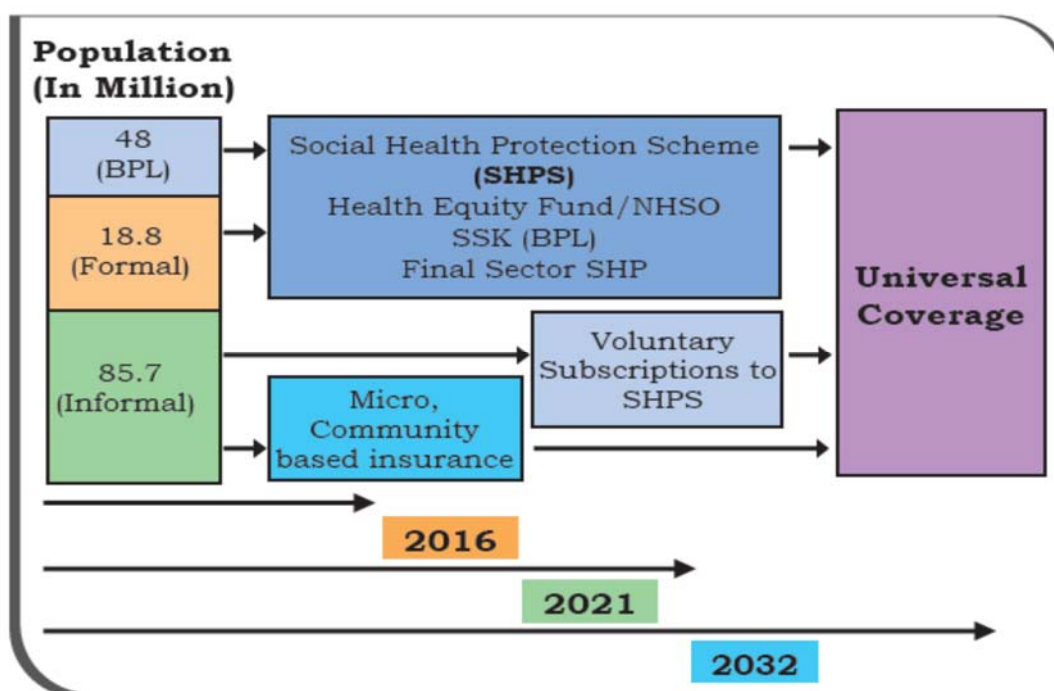 Population
(In Million)
48
(BPL)
18.8
(Formal)
85.7
(Informal)
Social Health Protection Scheme
(SHPS)
Health Equity Fund/NHSO
SSK (BPL)
Final Sector SHP
Voluntary
Subscriptions to
SHPS
Micro,
Community
based insurance
Universal
Coverage
2016
2021
2032